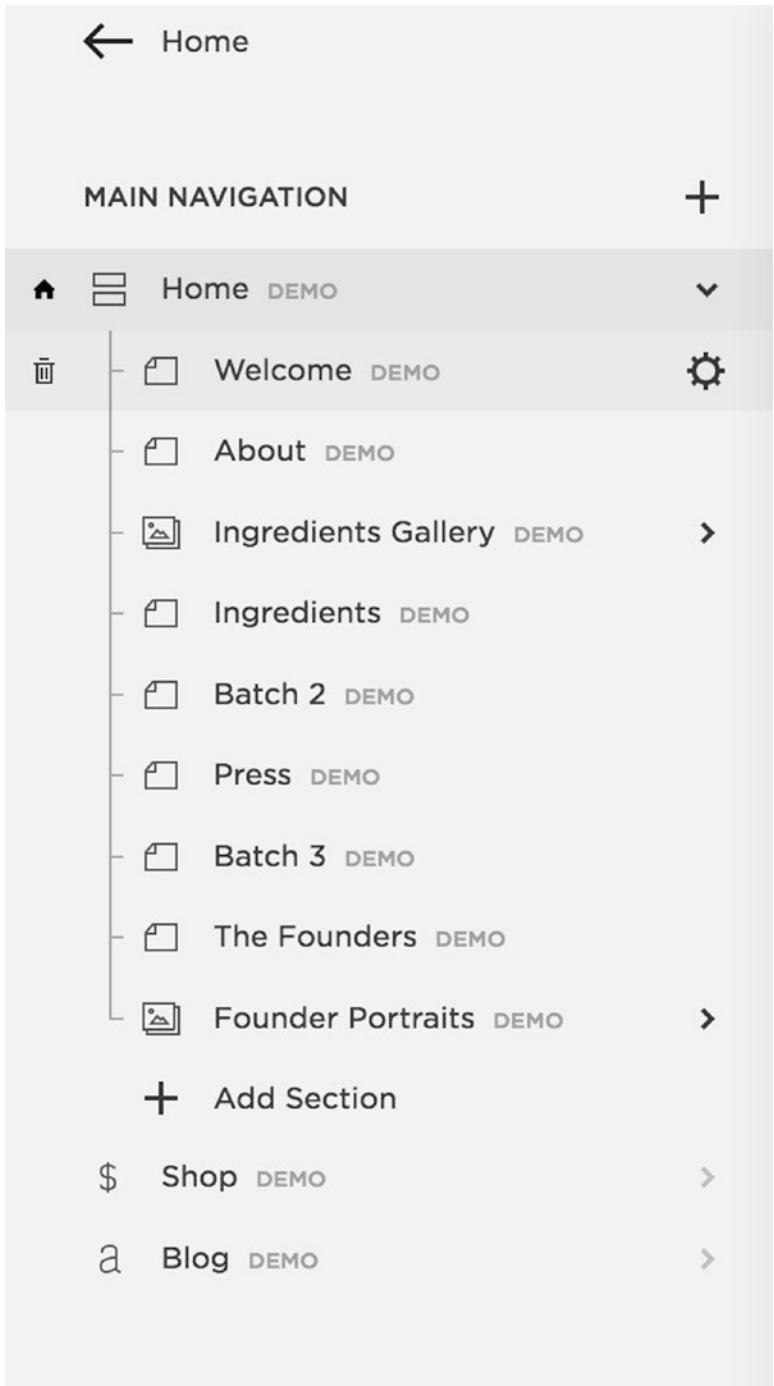 Home
MAIN NAVIGATION
Home DEMO
Welcome DEMO
About DEMO
Ingredients Gallery DEMO
Ingredients DEMO
Batch 2 DEMO
Press DEMO
Batch 3 DEMO
The Founders DEMO
Founder Portraits DEMO
Add Section
$ Shop DEMO
a Blog DEMO